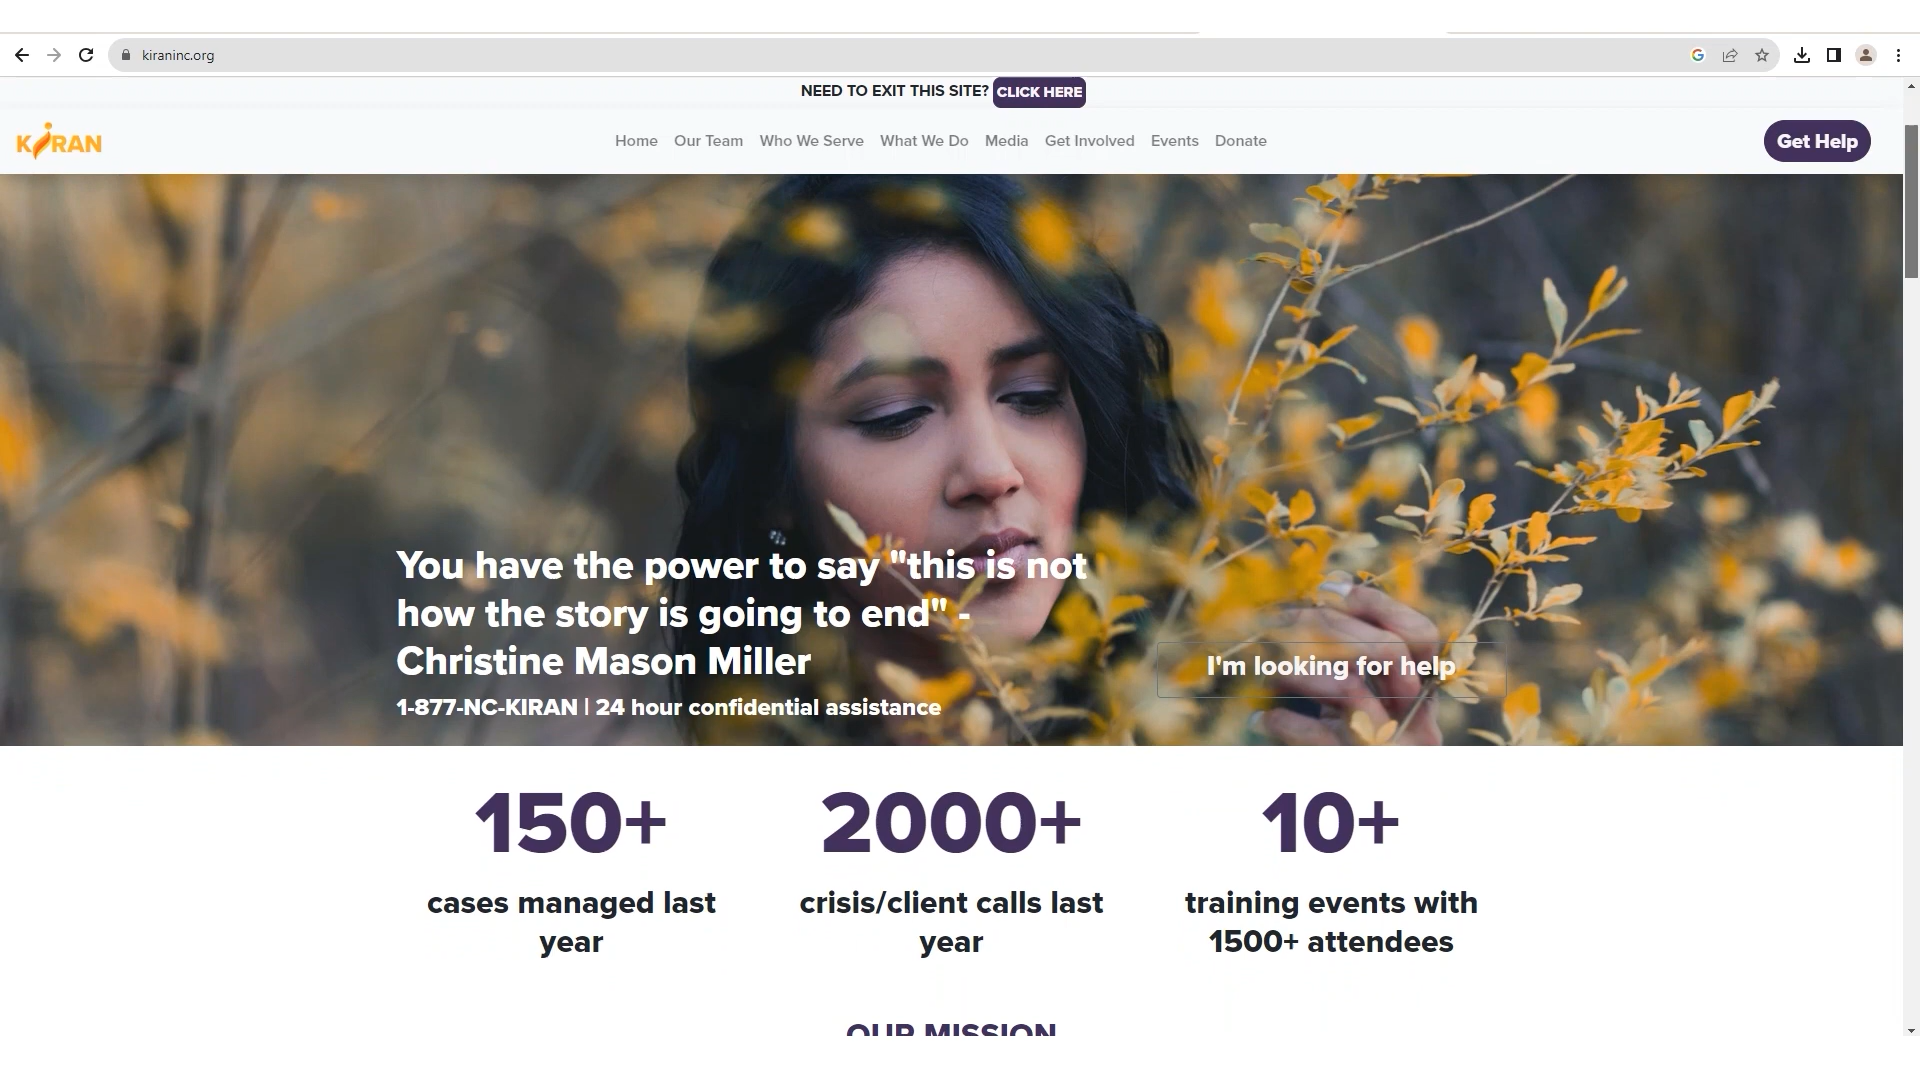 kiraninc.org
NEED TO EXIT THIS SITE? CLICK HERE
KIRAN
Home Our Team Who We Serve What We Do Media Get Involved Events Donate
Get Help
You have the power to say "this is not
how the story is going to end" -
Christine Mason Miller
1-877-NC-KIRAN | 24 hour confidential assistance
I'm looking for help
150+
cases managed last
year
2000+
crisis/client calls last
year
10+
training events with
1500+ attendees
OUR MISSION